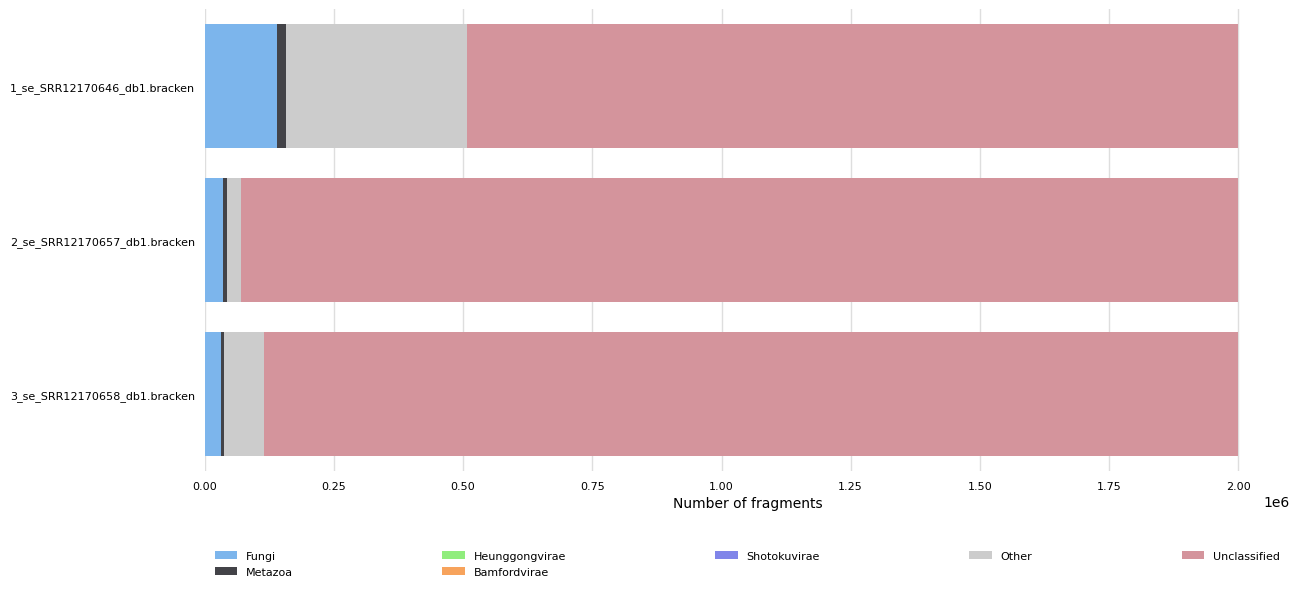 1_se_SRR12170646_db1.bracken
2_se_SRR12170657_db1.bracken
3_se_SRR12170658_db1.bracken
0.00 0.25 0.50 0.75 1.00 1.25 1.50 1.75 2.00
Number of fragments 1e6
Fungi Heunggongvirae Shotokuvirae Other Unclassified
Metazoa Bamfordvirae